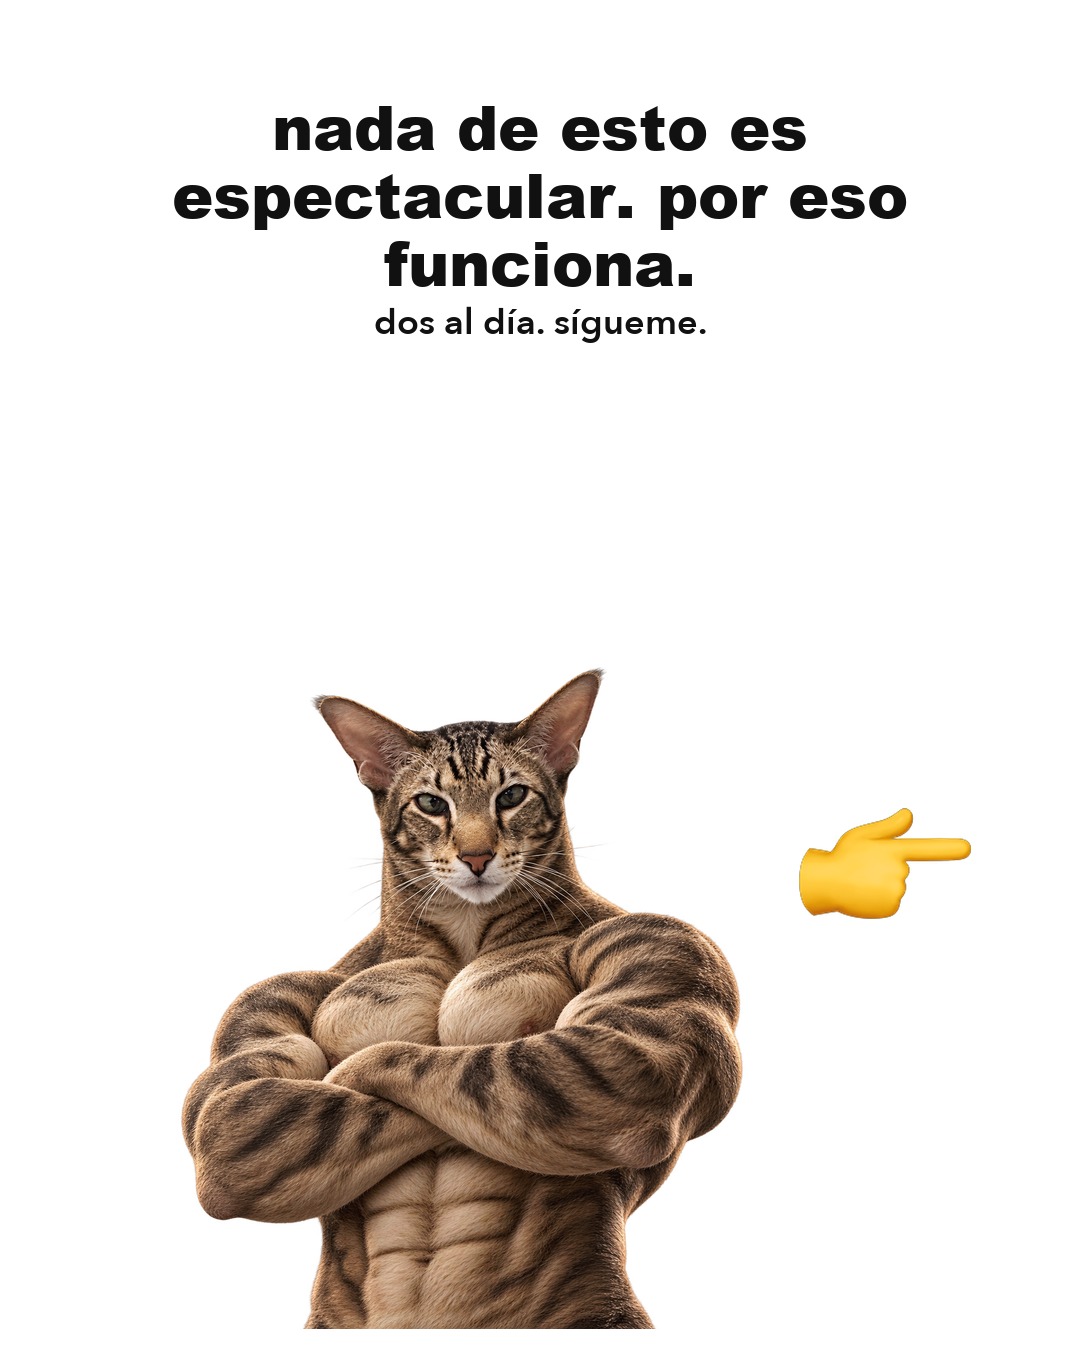 nada de esto es
espectacular. por eso
funciona.
dos al día. sígueme.